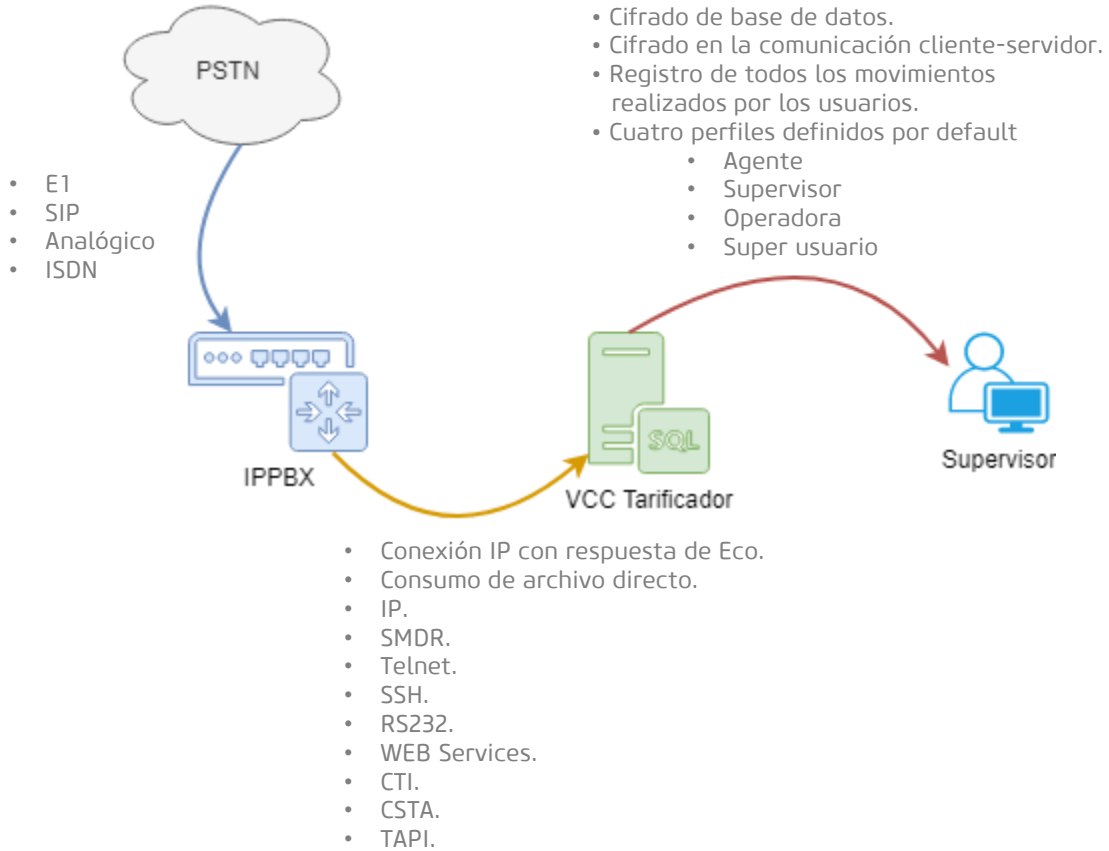 • Cifrado de base de datos.
• Cifrado en la comunicación cliente-servidor.
• Registro de todos los movimientos
realizados por los usuarios.
• Cuatro perfiles definidos por default
• Agente
• Supervisor
• Operadora
• Super usuario
PSTN
• E1
• SIP
• Analógico
• ISDN
IPPBX
SQL
VCC Tarificador
Supervisor
• Conexión IP con respuesta de Eco.
• Consumo de archivo directo.
• IP.
• SMDR.
• Telnet.
• SSH.
• RS232.
• WEB Services.
• CTI.
• CSTA.
• TAPI.